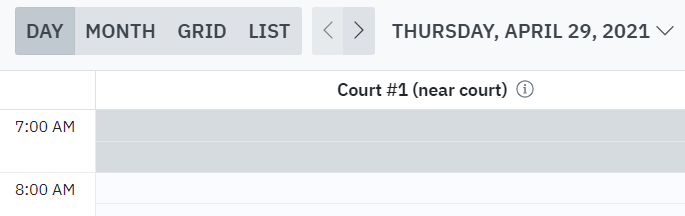 DAY MONTH GRID LIST THURSDAY, APRIL 29, 2021
Court #1 (near court)
7:00 AM
8:00 AM